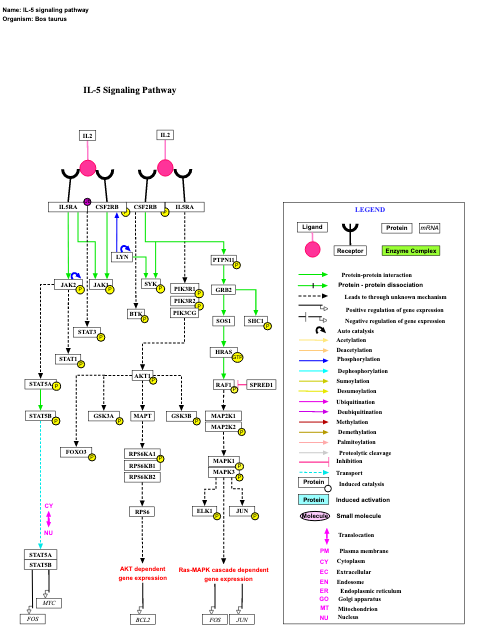 Name: IL-5 signaling pathway
Organism: Bos taurus
IL-5 Signaling Pathway
IL2
IL2
IL5RA
CSF2RB
CSF2RB
IL5RA
P
P
LYN
PTPN11
P
JAK2
P
JAK1
P
SYK
P
PIK3R1
PIK3R2
PIK3CG
GRB2
BTK
P
SOS1
SHC1
P
STAT3
P
STAT1
P
HRAS
GTP
STAT5A
P
AKT1
P
RAF1
P
SPRED1
STAT5B
P
GSK3A
P
MAPT
GSK3B
P
MAP2K1
MAP2K2
P
FOXO3
P
RPS6KA1
P
RPS6KB1
RPS6KB2
MAPK1
P
MAPK3
P
CY
NU
RPS6
ELK1
P
JUN
P
STAT5A
STAT5B
AKT dependent
gene expression
Ras-MAPK cascade dependent
gene expression
MTC
FOS
BCL2
FOS
JUN
LEGEND
Ligand
Receptor
Protein
mRNA
Enzyme Complex
Protein-protein interaction
Protein - protein dissociation
Leads to through unknown mechanism
Positive regulation of gene expression
Negative regulation of gene expression
Auto catalysis
Acetylation
Deacetylation
Phosphorylation
Dephosphorylation
Sumoylation
Desumoylation
Ubiquitination
Deubiquitination
Methylation
Demethylation
Palmitoylation
Proteolytic cleavage
Inhibition
Transport
Protein
Induced catalysis
Protein
Induced activation
Molecule
Small molecule
Translocation
PM Plasma membrane
CY Cytoplasm
EC Extracellular
EN Endosome
ER Endoplasmic reticulum
GO Golgi apparatus
MT Mitochondrion
NU Nucleus